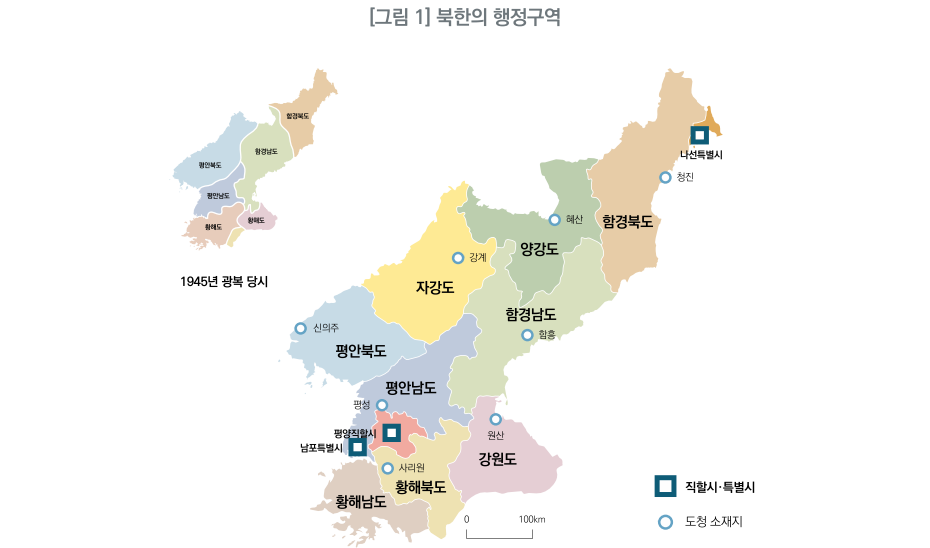 [그림 1] 북한의 행정구역
함경북도
함경남도
평안북도
평안남도
황해도
황해도
1945년 광복 당시
나선특별시
청진
함경북도
혜산
양강도
강계
자강도
함경남도
함흥
신의주
평안북도
평안남도
평성
평양직할시
남포특별시
원산
강원도
사리원
황해북도
황해남도
0 100km
직할시·특별시
도청 소재지